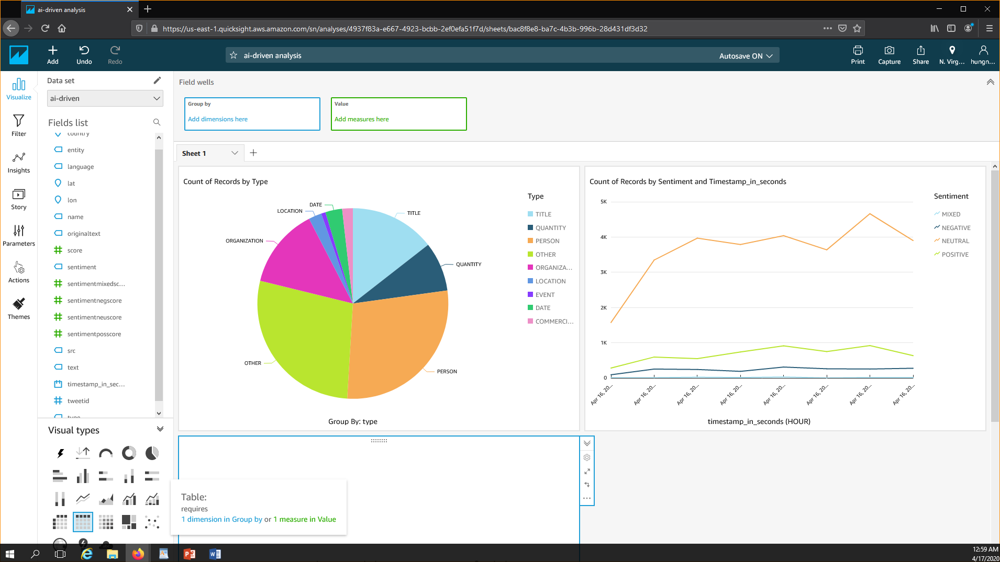 ai-driven analysis
https://us-east-1.quicksight.aws.amazon.com/sn/analyses/4937f83a-e667-4923-bcbb-2ef0efa51f7d/sheets/bac8f8e8-ba7c-4b3b-996b-28d431df3d32
Add
Undo
Redo
ai-driven analysis
Autosave ON
Print
Capture
Share
N. Virg...
hungn...
Visualize
Filter
Insights
Story
Parameters
Actions
Themes
Data set
ai-driven
Fields list
country
entity
language
lat
lon
name
originaltext
score
sentiment
sentimentmixedsc...
sentimentnegscore
sentimentneuscore
sentimentposscore
src
text
timestamp_in_sec...
tweetid
type
Visual types
Field wells
Group by
Add dimensions here
Value
Add measures here
Sheet 1
Count of Records by Type
DATE
LOCATION
TITLE
ORGANIZATION
QUANTITY
OTHER
PERSON
Group By: type
Type
TITLE
QUANTITY
PERSON
OTHER
ORGANIZA...
LOCATION
EVENT
DATE
COMMERCI...
Count of Records by Sentiment and Timestamp_in_seconds
5K
4K
3K
2K
1K
0
Apr 16, 20...
Apr 16, 20...
Apr 16, 20...
Apr 16, 20...
Apr 16, 20...
Apr 16, 20...
Apr 16, 20...
Apr 16, 20...
timestamp_in_seconds (HOUR)
Sentiment
MIXED
NEGATIVE
NEUTRAL
POSITIVE
Table:
requires
1 dimension in Group by or 1 measure in Value
12:59 AM
4/17/2020